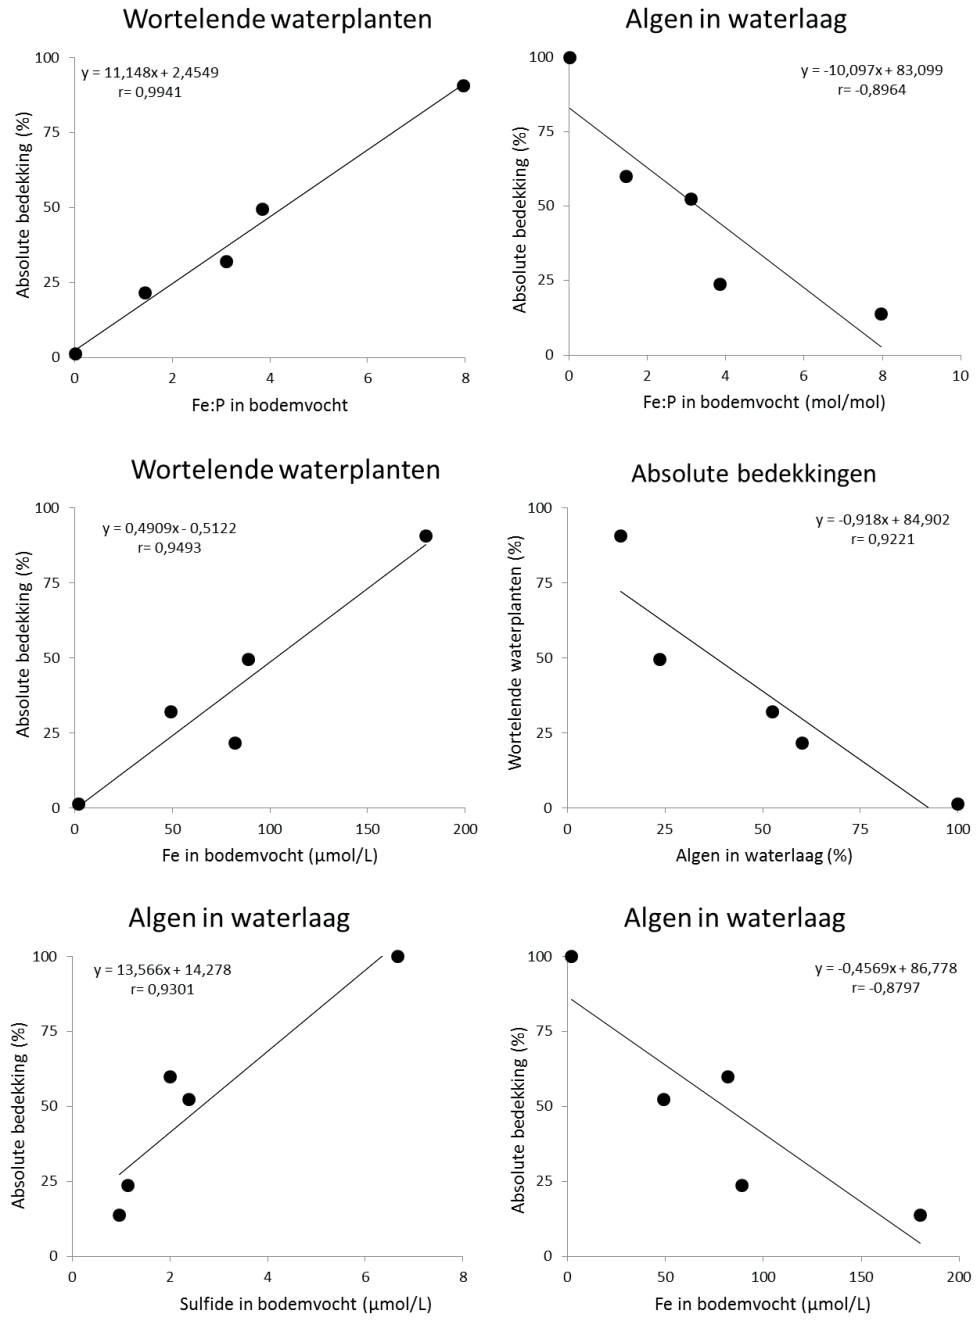 Wortelende waterplanten
y = 11,148x + 2,4549
r= 0,9941
Absolute bedekking (%)
100
75
50
25
0
0 2 4 6 8
Fe:P in bodemvocht
Algen in waterlaag
y = -10,097x + 83,099
r= -0,8964
Absolute bedekking (%)
100
75
50
25
0
0 2 4 6 8 10
Fe:P in bodemvocht (mol/mol)
Wortelende waterplanten
y = 0,4909x - 0,5122
r= 0,9493
Absolute bedekking (%)
100
75
50
25
0
0 50 100 150 200
Fe in bodemvocht (µmol/L)
Absolute bedekkingen
y = -0,918x + 84,902
r= 0,9221
Wortelende waterplanten (%)
100
75
50
25
0
0 25 50 75 100
Algen in waterlaag (%)
Algen in waterlaag
y = 13,566x + 14,278
r= 0,9301
Absolute bedekking (%)
100
75
50
25
0
0 2 4 6 8
Sulfide in bodemvocht (µmol/L)
Algen in waterlaag
y = -0,4569x + 86,778
r= -0,8797
Absolute bedekking (%)
100
75
50
25
0
0 50 100 150 200
Fe in bodemvocht (µmol/L)